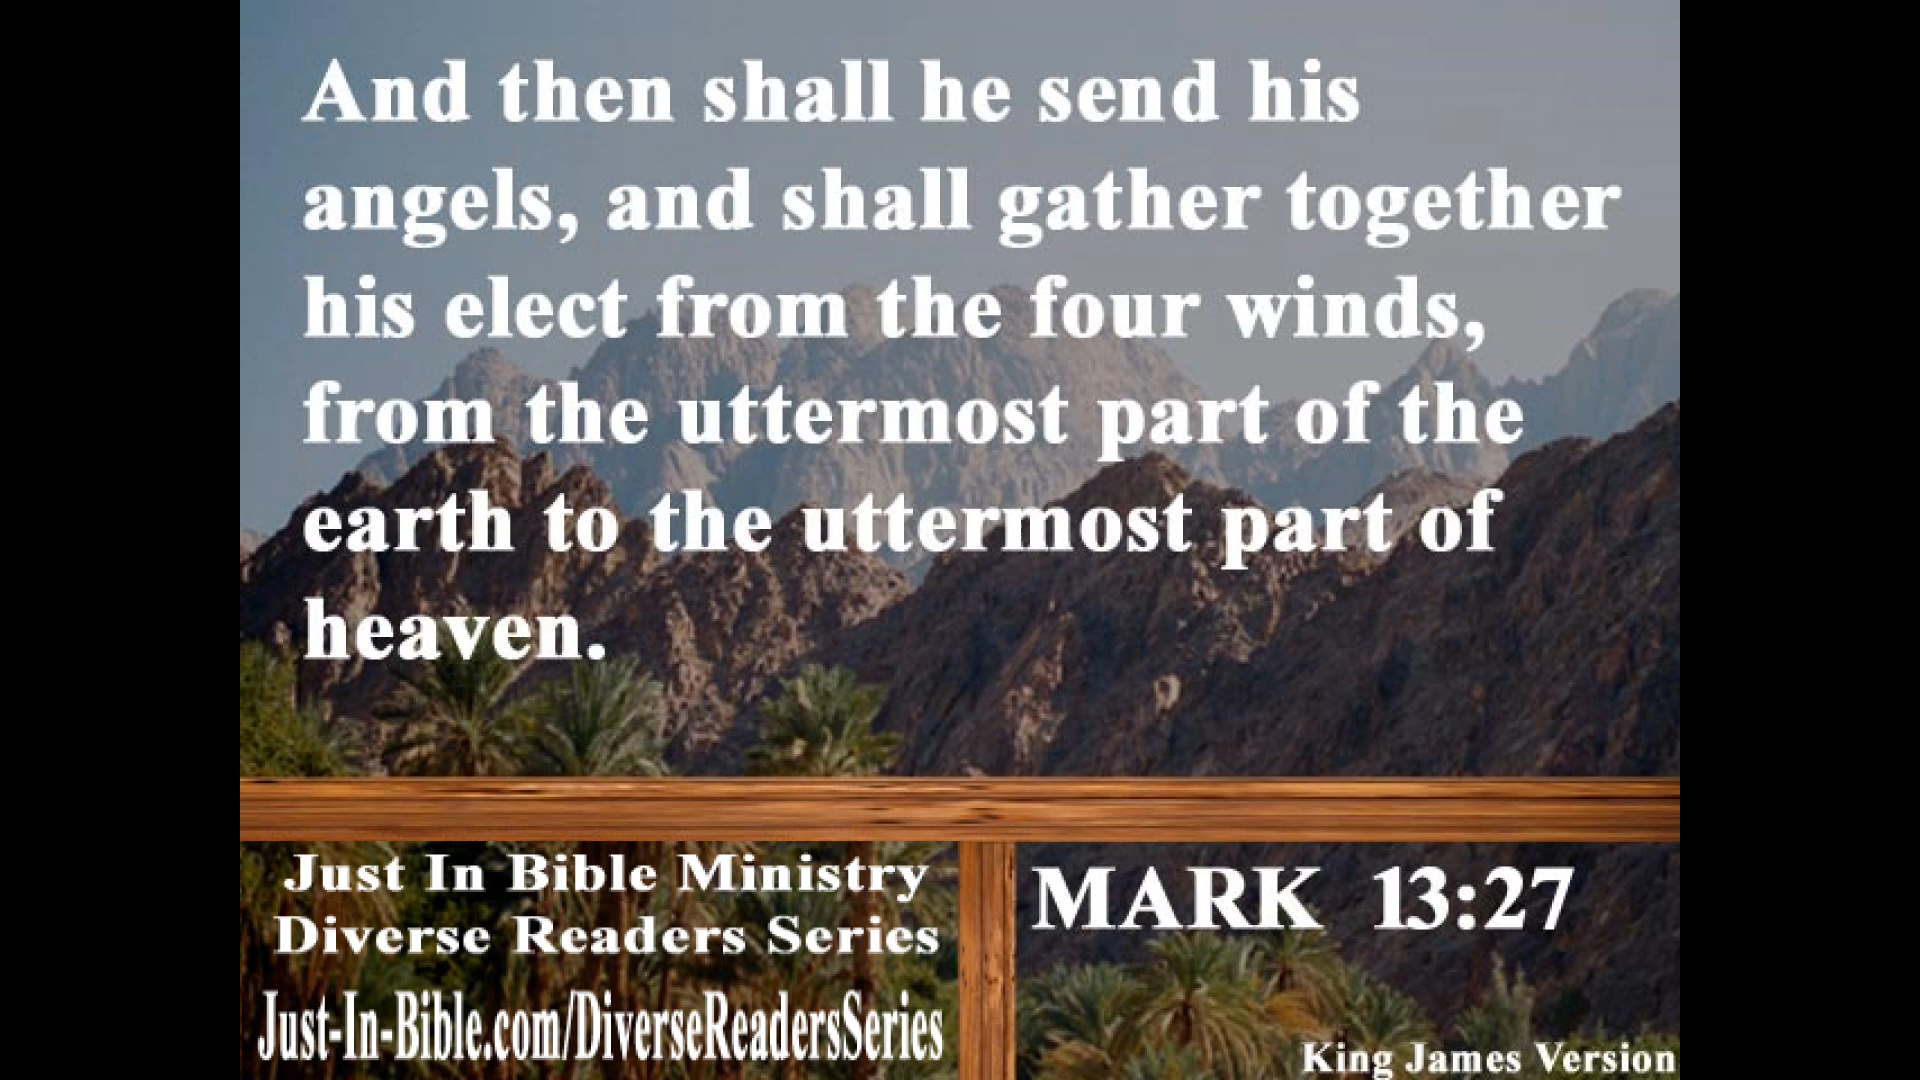 And then shall he send his
angels, and shall gather together
his elect from the four winds,
from the uttermost part of the
earth to the uttermost part of
heaven.
Just In Bible Ministry
Diverse Readers Series
Just-In-Bible.com/DiverseReadersSeries
MARK 13:27
King James Version